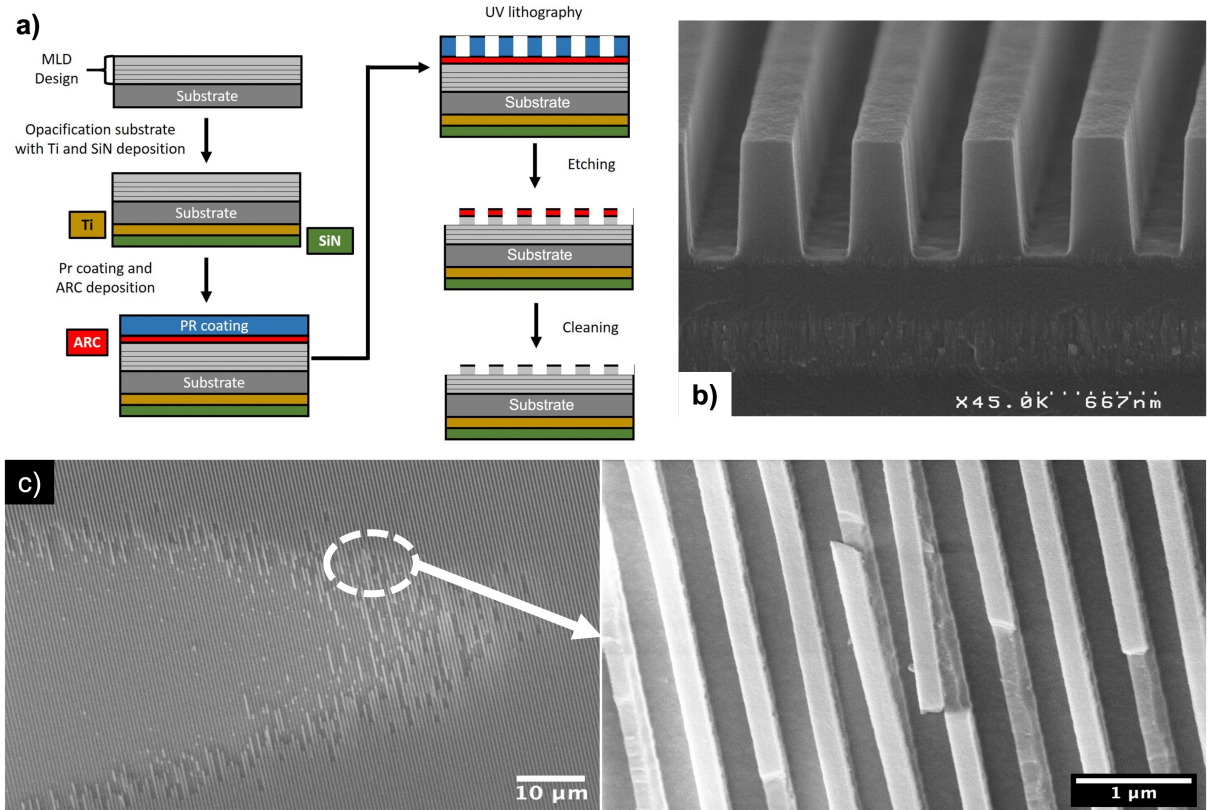 a)
MLD
Design
Substrate
Opacification substrate
with Ti and SiN deposition
Substrate
Ti
SiN
Pr coating and
ARC deposition
PR coating
ARC
Substrate
UV lithography
Substrate
Etching
Substrate
Cleaning
Substrate
b)
X45.0K 667nm
c)
10 µm
1 µm